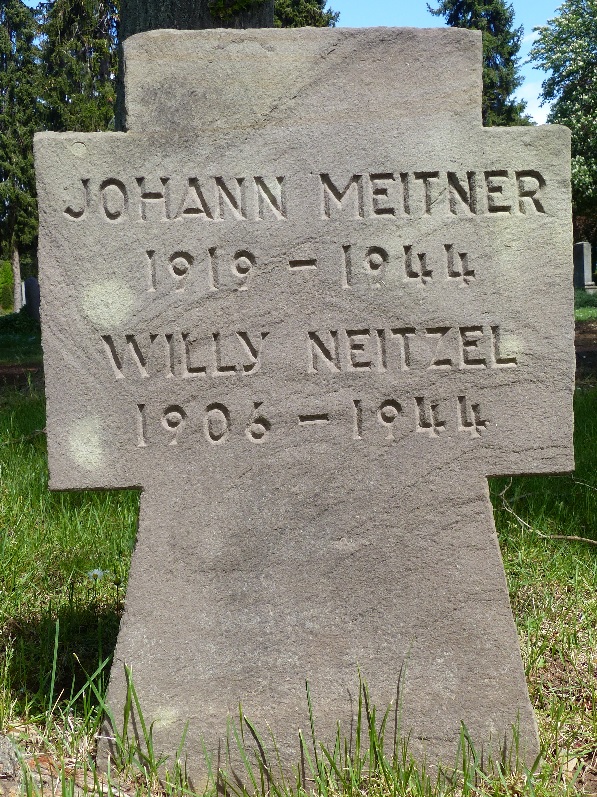 JOHANN MEITNER
1919 – 1944
WILLY NEITZEL
1906 – 1944